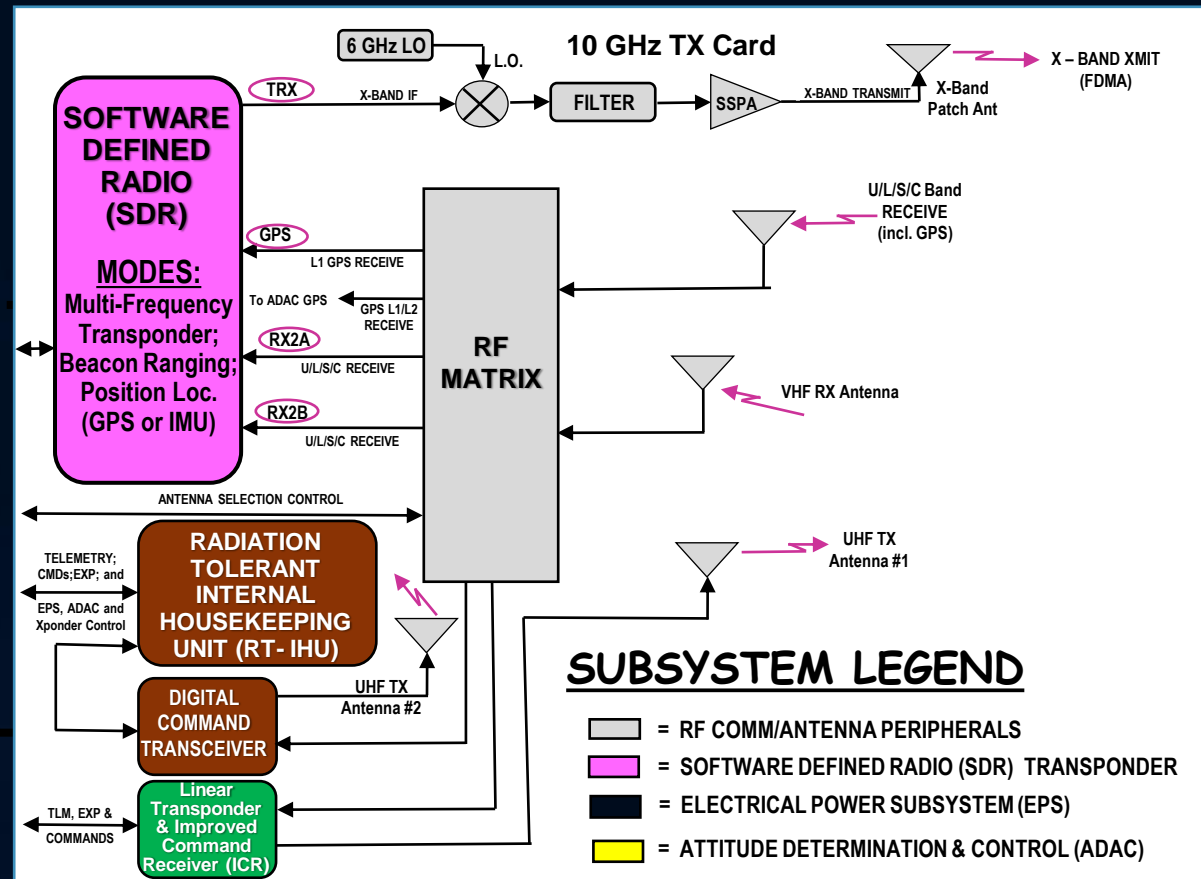 6 GHz LO
10 GHz TX Card
L.O.
TRX
X-BAND IF
FILTER
SSPA
X-BAND TRANSMIT
X-Band
Patch Ant
X – BAND XMIT
(FDMA)
SOFTWARE
DEFINED
RADIO
(SDR)
MODES:
Multi-Frequency
Transponder;
Beacon Ranging;
Position Loc.
(GPS or IMU)
U/L/S/C Band
RECEIVE
(incl. GPS)
GPS
L1 GPS RECEIVE
To ADAC GPS
GPS L1/L2
RECEIVE
RX2A
U/L/S/C RECEIVE
RX2B
U/L/S/C RECEIVE
RF
MATRIX
VHF RX Antenna
ANTENNA SELECTION CONTROL
TELEMETRY;
CMDs;EXP; and
EPS, ADAC and
Xponder Control
RADIATION
TOLERANT
INTERNAL
HOUSEKEEPING
UNIT (RT- IHU)
UHF TX
Antenna #1
UHF TX
Antenna #2
DIGITAL
COMMAND
TRANSCEIVER
TLM, EXP &
COMMANDS
Linear
Transponder
& Improved
Command
Receiver (ICR)
SUBSYSTEM LEGEND
= RF COMM/ANTENNA PERIPHERALS
= SOFTWARE DEFINED RADIO (SDR) TRANSPONDER
= ELECTRICAL POWER SUBSYSTEM (EPS)
= ATTITUDE DETERMINATION & CONTROL (ADAC)